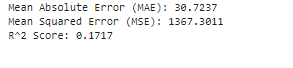 Mean Absolute Error (MAE): 30.7237
Mean Squared Error (MSE): 1367.3011
R^2 Score: 0.1717